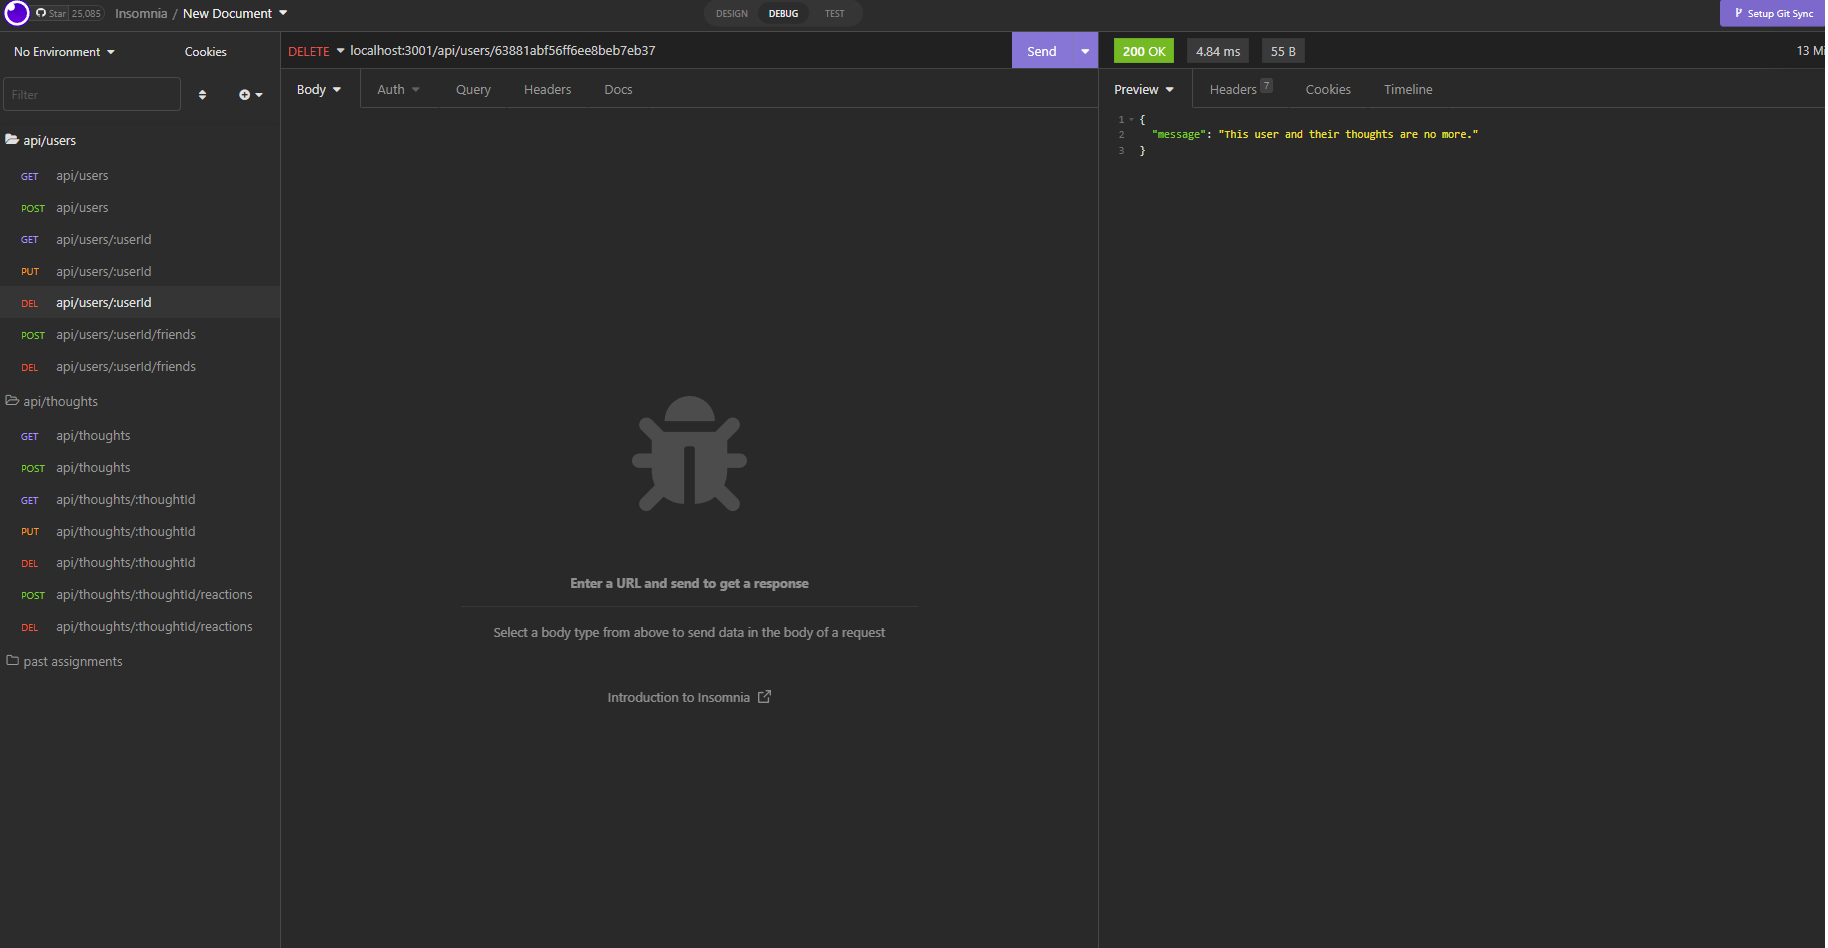 Star 25,085 Insomnia / New Document DESIGN DEBUG TEST Setup Git Sync
No Environment Cookies
DELETE localhost:3001/api/users/63881abf56ff6ee8beb7eb37 Send 200 OK 4.84 ms 55 B 13 Mi
Filter
Body Auth Query Headers Docs
Preview Headers 7 Cookies Timeline
1 {
2 "message": "This user and their thoughts are no more."
3 }
api/users
GET api/users
POST api/users
GET api/users/:userId
PUT api/users/:userId
DEL api/users/:userId
POST api/users/:userId/friends
DEL api/users/:userId/friends
api/thoughts
GET api/thoughts
POST api/thoughts
GET api/thoughts/:thoughtId
PUT api/thoughts/:thoughtId
DEL api/thoughts/:thoughtId
POST api/thoughts/:thoughtId/reactions
DEL api/thoughts/:thoughtId/reactions
past assignments
Enter a URL and send to get a response
Select a body type from above to send data in the body of a request
Introduction to Insomnia